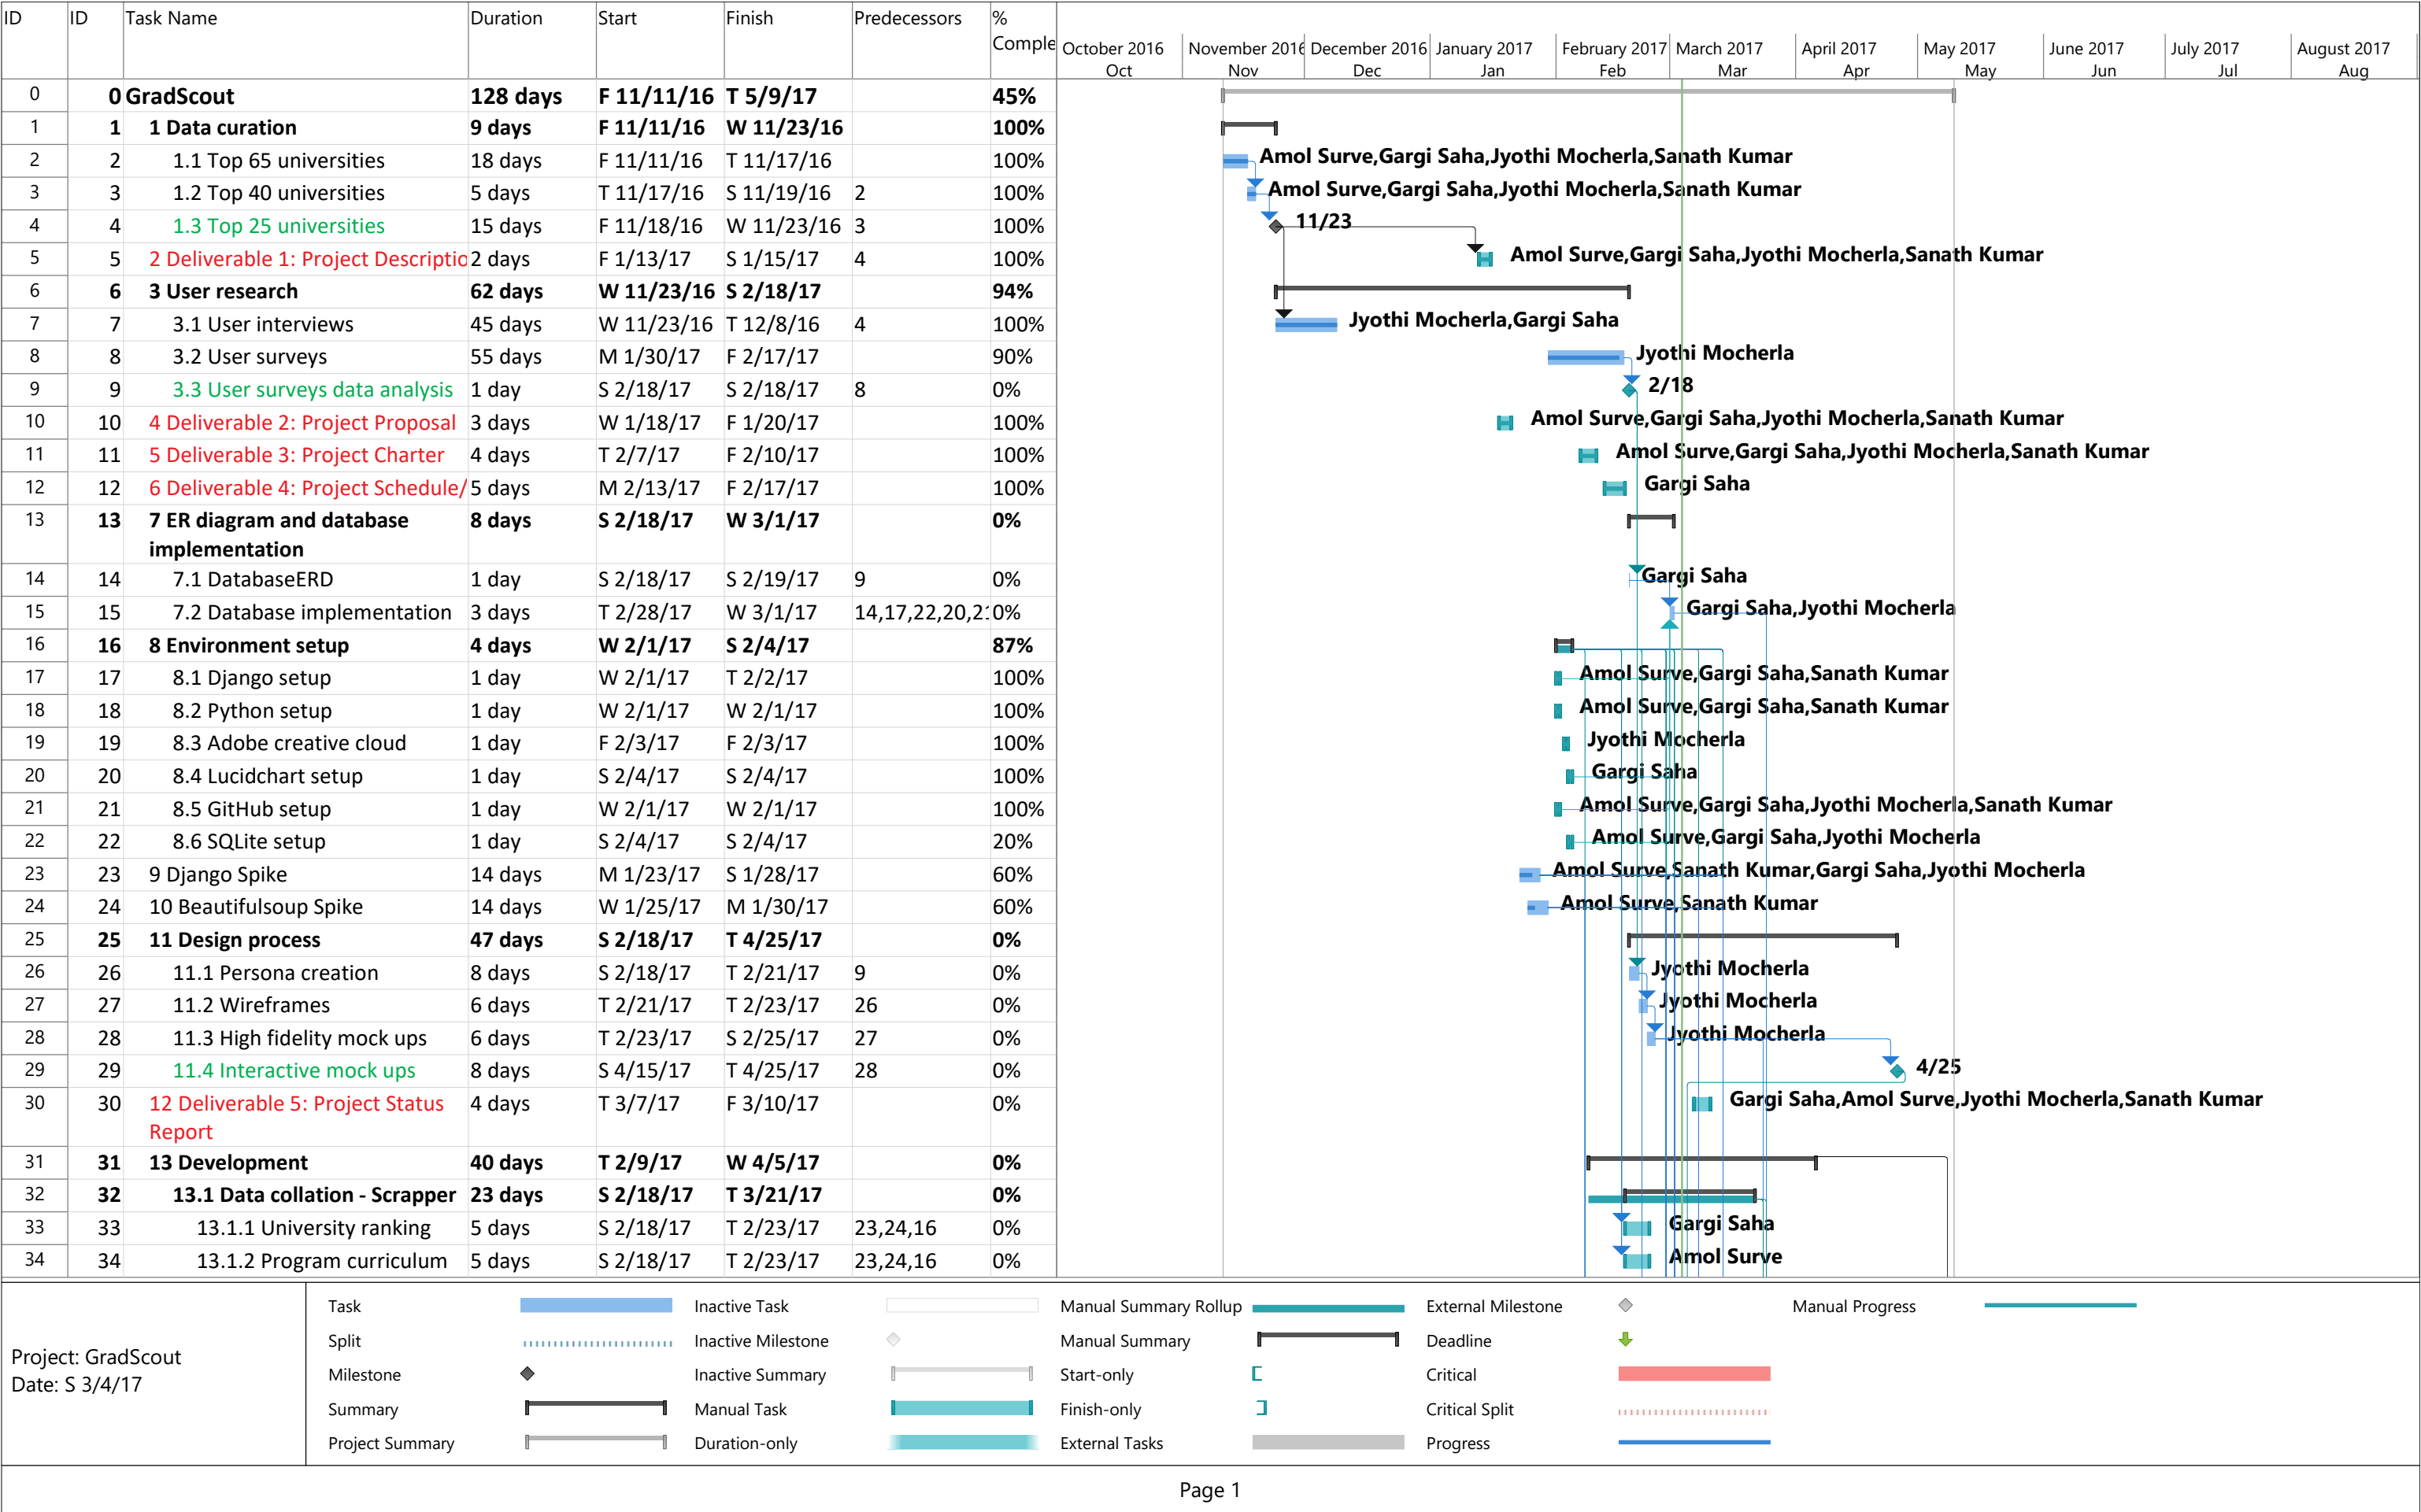 ID ID Task Name Duration Start Finish Predecessors % Comple
October 2016 November 2016 December 2016 January 2017 February 2017 March 2017 April 2017 May 2017 June 2017 July 2017 August 2017
Oct Nov Dec Jan Feb Mar Apr May Jun Jul Aug
0 0 GradScout 128 days F 11/11/16 T 5/9/17 45%
1 1 1 Data curation 9 days F 11/11/16 W 11/23/16 100%
2 2 1.1 Top 65 universities 18 days F 11/11/16 T 11/17/16 100% Amol Surve,Gargi Saha,Jyothi Mocherla,Sanath Kumar
3 3 1.2 Top 40 universities 5 days T 11/17/16 S 11/19/16 2 100% Amol Surve,Gargi Saha,Jyothi Mocherla,Sanath Kumar
4 4 1.3 Top 25 universities 15 days F 11/18/16 W 11/23/16 3 100% 11/23
5 5 2 Deliverable 1: Project Descriptio 2 days F 1/13/17 S 1/15/17 4 100% Amol Surve,Gargi Saha,Jyothi Mocherla,Sanath Kumar
6 6 3 User research 62 days W 11/23/16 S 2/18/17 94%
7 7 3.1 User interviews 45 days W 11/23/16 T 12/8/16 4 100% Jyothi Mocherla,Gargi Saha
8 8 3.2 User surveys 55 days M 1/30/17 F 2/17/17 90% Jyothi Mocherla
9 9 3.3 User surveys data analysis 1 day S 2/18/17 S 2/18/17 8 0% 2/18
10 10 4 Deliverable 2: Project Proposal 3 days W 1/18/17 F 1/20/17 100% Amol Surve,Gargi Saha,Jyothi Mocherla,Sanath Kumar
11 11 5 Deliverable 3: Project Charter 4 days T 2/7/17 F 2/10/17 100% Amol Surve,Gargi Saha,Jyothi Mocherla,Sanath Kumar
12 12 6 Deliverable 4: Project Schedule/ 5 days M 2/13/17 F 2/17/17 100% Gargi Saha
13 13 7 ER diagram and database 8 days S 2/18/17 W 3/1/17 0%
implementation
14 14 7.1 DatabaseERD 1 day S 2/18/17 S 2/19/17 9 0% Gargi Saha
15 15 7.2 Database implementation 3 days T 2/28/17 W 3/1/17 14,17,22,20,21 0% Gargi Saha,Jyothi Mocherla
16 16 8 Environment setup 4 days W 2/1/17 S 2/4/17 87%
17 17 8.1 Django setup 1 day W 2/1/17 T 2/2/17 100% Amol Surve,Gargi Saha,Sanath Kumar
18 18 8.2 Python setup 1 day W 2/1/17 W 2/1/17 100% Amol Surve,Gargi Saha,Sanath Kumar
19 19 8.3 Adobe creative cloud 1 day F 2/3/17 F 2/3/17 100% Jyothi Mocherla
20 20 8.4 Lucidchart setup 1 day S 2/4/17 S 2/4/17 100% Gargi Saha
21 21 8.5 GitHub setup 1 day W 2/1/17 W 2/1/17 100% Amol Surve,Gargi Saha,Jyothi Mocherla,Sanath Kumar
22 22 8.6 SQLite setup 1 day S 2/4/17 S 2/4/17 20% Amol Surve,Gargi Saha,Jyothi Mocherla
23 23 9 Django Spike 14 days M 1/23/17 S 1/28/17 60% Amol Surve,Sanath Kumar,Gargi Saha,Jyothi Mocherla
24 24 10 Beautifulsoup Spike 14 days W 1/25/17 M 1/30/17 60% Amol Surve,Sanath Kumar
25 25 11 Design process 47 days S 2/18/17 T 4/25/17 0%
26 26 11.1 Persona creation 8 days S 2/18/17 T 2/21/17 9 0% Jyothi Mocherla
27 27 11.2 Wireframes 6 days T 2/21/17 T 2/23/17 26 0% Jyothi Mocherla
28 28 11.3 High fidelity mock ups 6 days T 2/23/17 S 2/25/17 27 0% Jyothi Mocherla
29 29 11.4 Interactive mock ups 8 days S 4/15/17 T 4/25/17 28 0% 4/25
30 30 12 Deliverable 5: Project Status 4 days T 3/7/17 F 3/10/17 0% Gargi Saha,Amol Surve,Jyothi Mocherla,Sanath Kumar
Report
31 31 13 Development 40 days T 2/9/17 W 4/5/17 0%
32 32 13.1 Data collation - Scrapper 23 days S 2/18/17 T 3/21/17 0%
33 33 13.1.1 University ranking 5 days S 2/18/17 T 2/23/17 23,24,16 0% Gargi Saha
34 34 13.1.2 Program curriculum 5 days S 2/18/17 T 2/23/17 23,24,16 0% Amol Surve
Project: GradScout
Date: S 3/4/17
Task Inactive Task Manual Summary Rollup External Milestone Manual Progress
Split Inactive Milestone Manual Summary Deadline
Milestone Inactive Summary Start-only Critical
Summary Manual Task Finish-only Critical Split
Project Summary Duration-only External Tasks Progress
Page 1